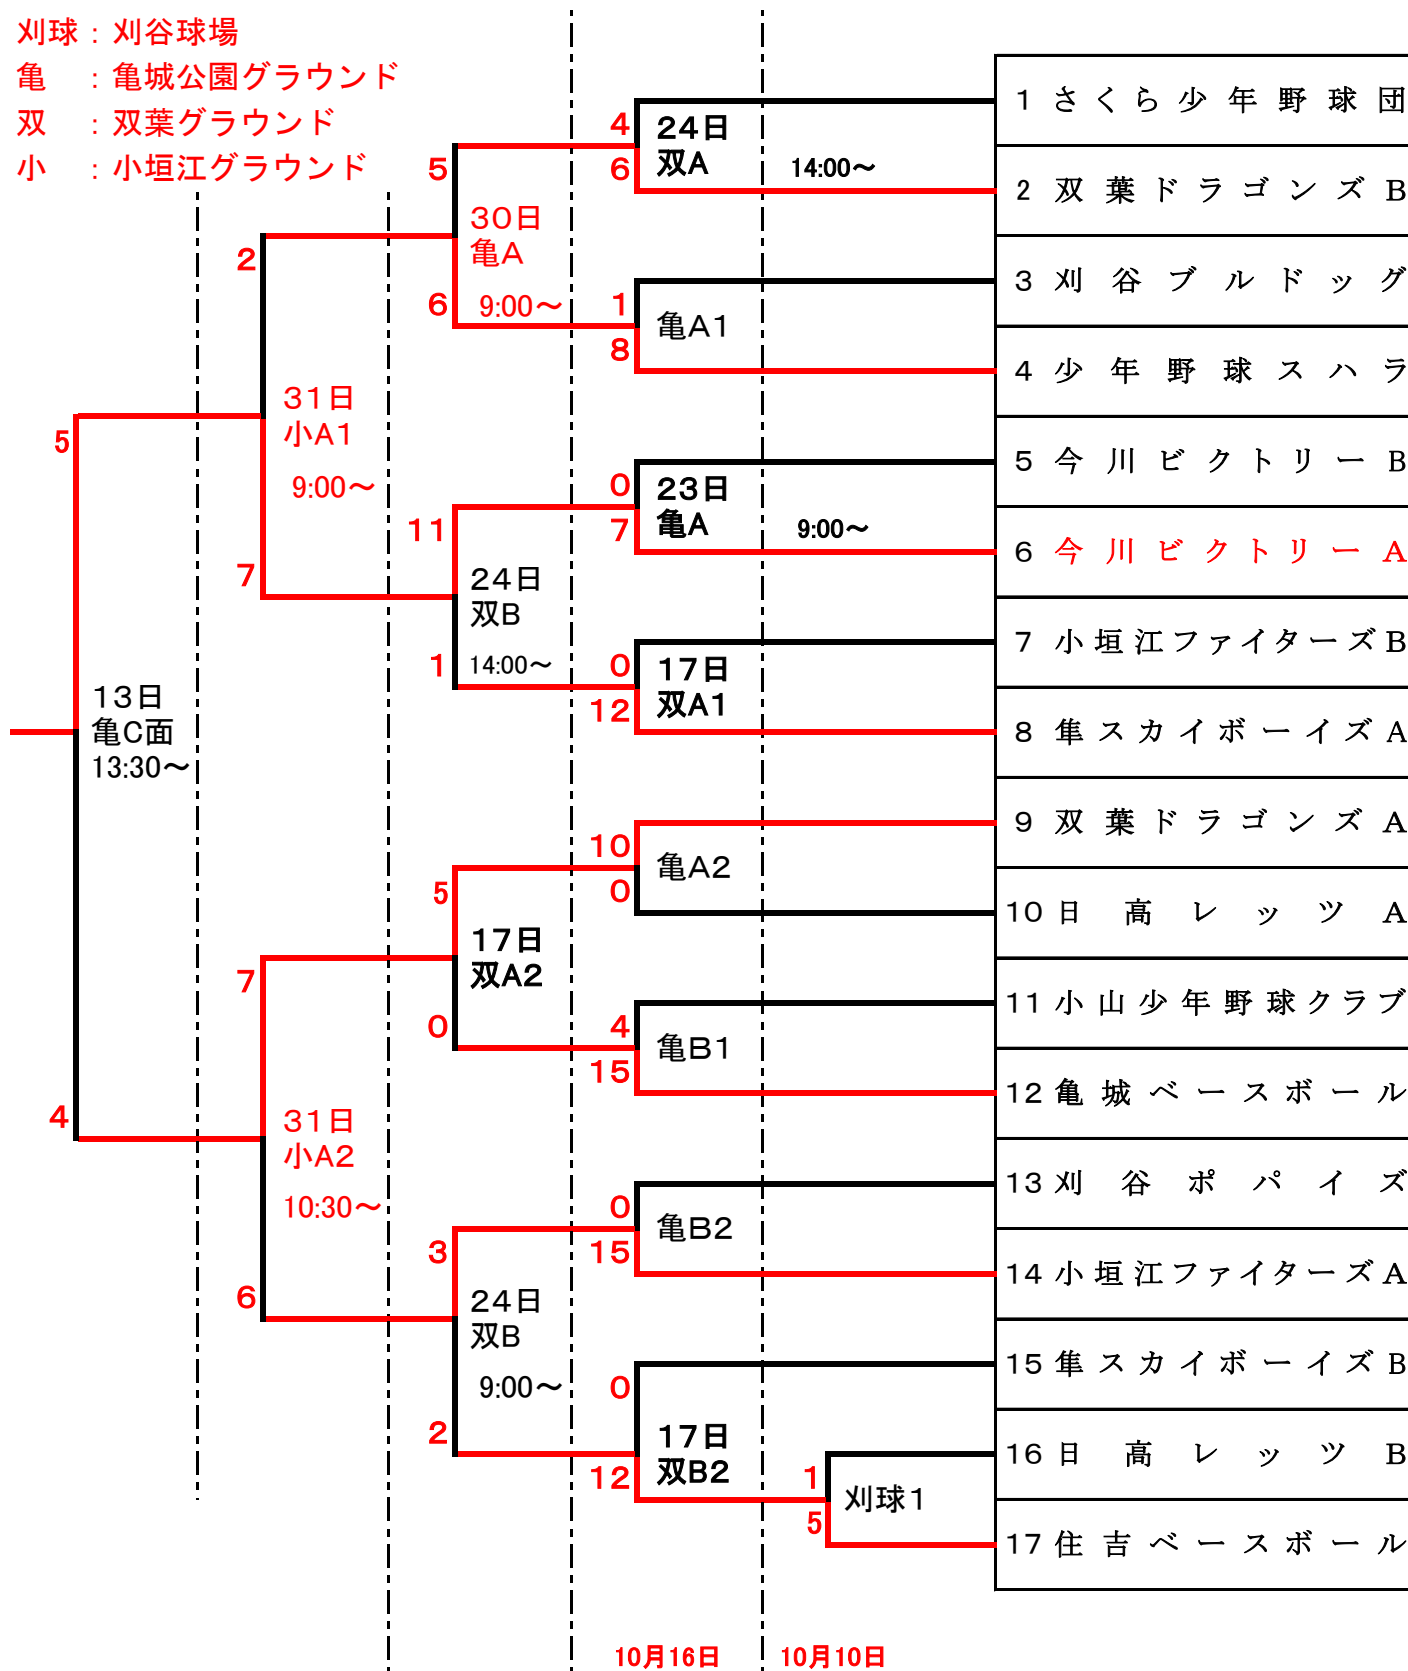 刈球：刈谷球場
亀　：亀城公園グラウンド
双　：双葉グラウンド
小　：小垣江グラウンド
1 さくら少年野球団
4
24日
双A
14:00～
6
5
2 双葉ドラゴンズB
30日
亀A
9:00～
2
6
3 刈谷ブルドッグ
1
亀A1
8
4 少年野球スハラ
31日
小A1
9:00～
5
5 今川ビクトリーB
0
23日
亀A
9:00～
7
11
6 今川ビクトリーA
7
24日
双B
14:00～
1
7 小垣江ファイターズB
0
17日
双A1
12
8 隼スカイボーイズA
13日
亀C面
13:30～
9 双葉ドラゴンズA
10
亀A2
0
5
10 日高レッツA
17日
双A2
7
0
11 小山少年野球クラブ
4
亀B1
15
12 亀城ベースボール
4
31日
小A2
10:30～
13 刈谷ポパイズ
0
亀B2
15
3
14 小垣江ファイターズA
6
24日
双B
9:00～
2
15 隼スカイボーイズB
0
17日
双B2
12
16 日高レッツB
1
刈球1
5
17 住吉ベースボール
10月16日
10月10日